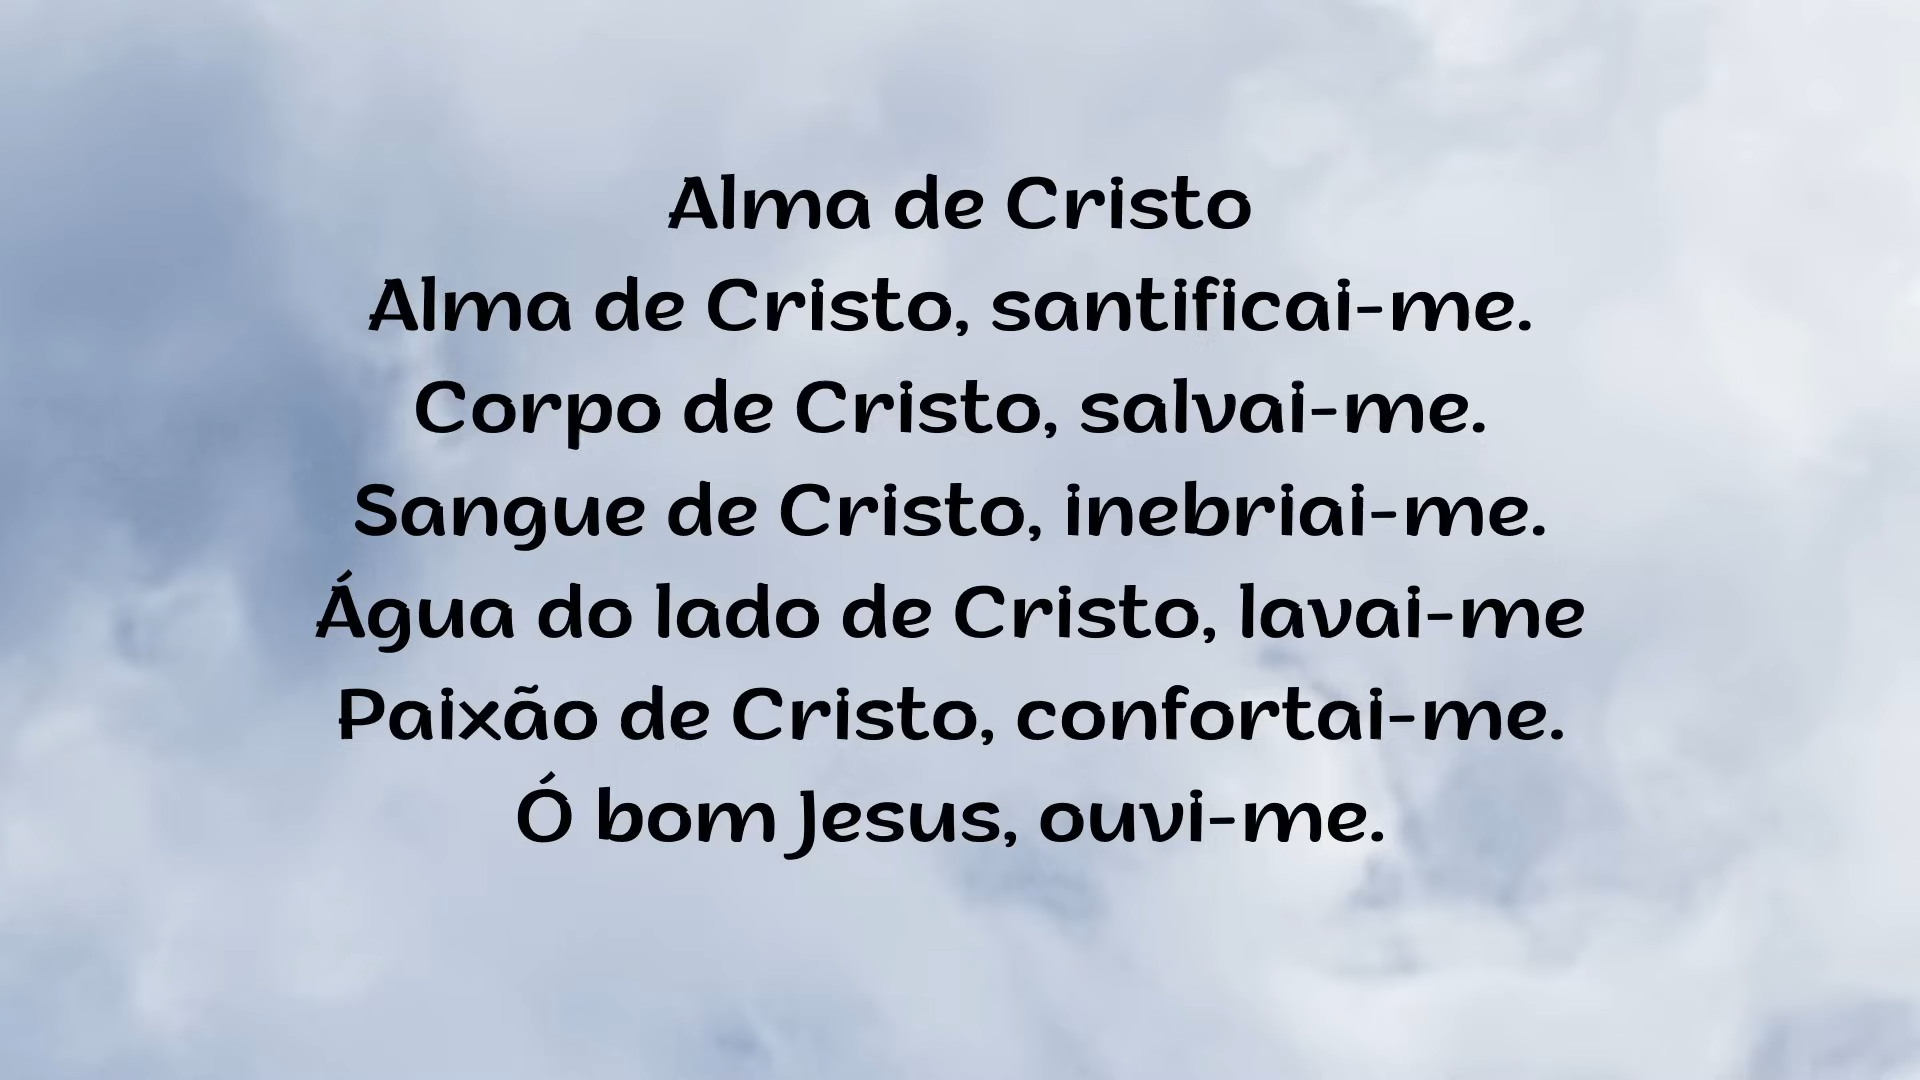 Alma de Cristo
Alma de Cristo, santificai-me.
Corpo de Cristo, salvai-me.
Sangue de Cristo, inebriai-me.
Água do lado de Cristo, lavai-me
Paixão de Cristo, confortai-me.
Ó bom Jesus, ouvi-me.